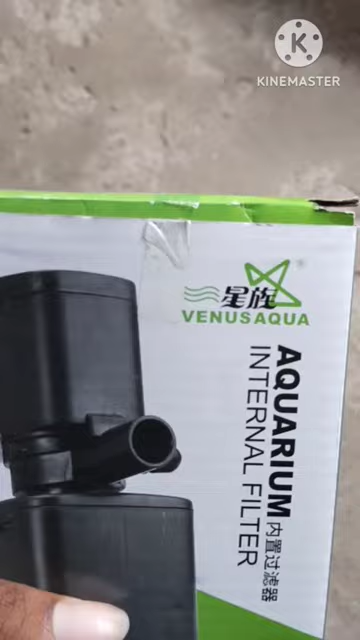 KINEMASTER
星族
VENUSAQUA
AQUARIUM
INTERNAL FILTER
内置过滤器